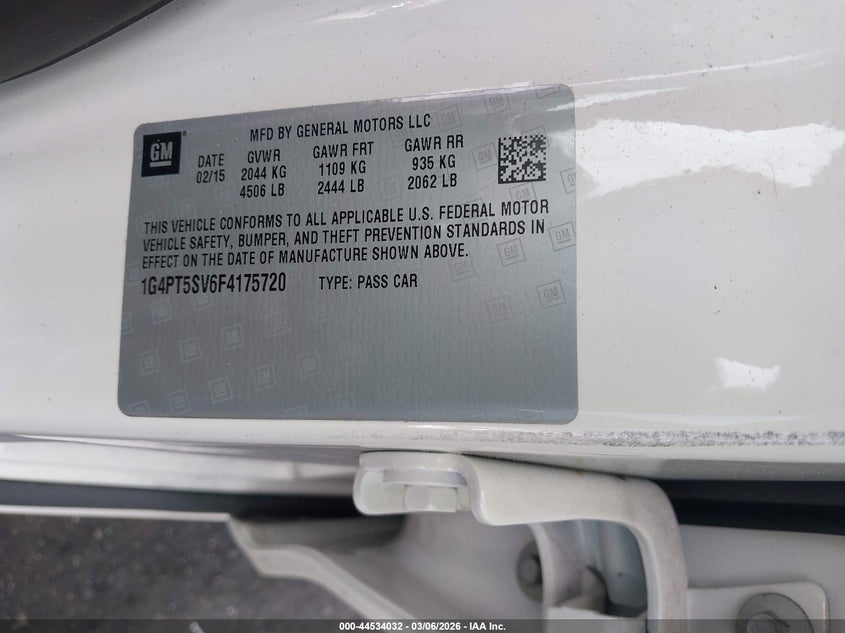 GM
MFD BY GENERAL MOTORS LLC
DATE GVWR GAWR FRT GAWR RR
02/15 2044 KG 1109 KG 935 KG
4506 LB 2444 LB 2062 LB
THIS VEHICLE CONFORMS TO ALL APPLICABLE U.S. FEDERAL MOTOR
VEHICLE SAFETY, BUMPER, AND THEFT PREVENTION STANDARDS IN
EFFECT ON THE DATE OF MANUFACTURE SHOWN ABOVE.
1G4PT5SV6F4175720 TYPE: PASS CAR
000-44534032 - 03/06/2026 - IAA Inc.